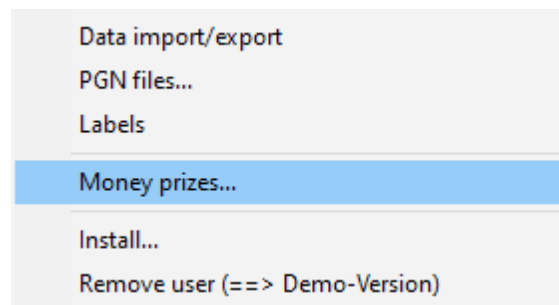 Data import/export
PGN files...
Labels
Money prizes...
Install...
Remove user (==> Demo-Version)